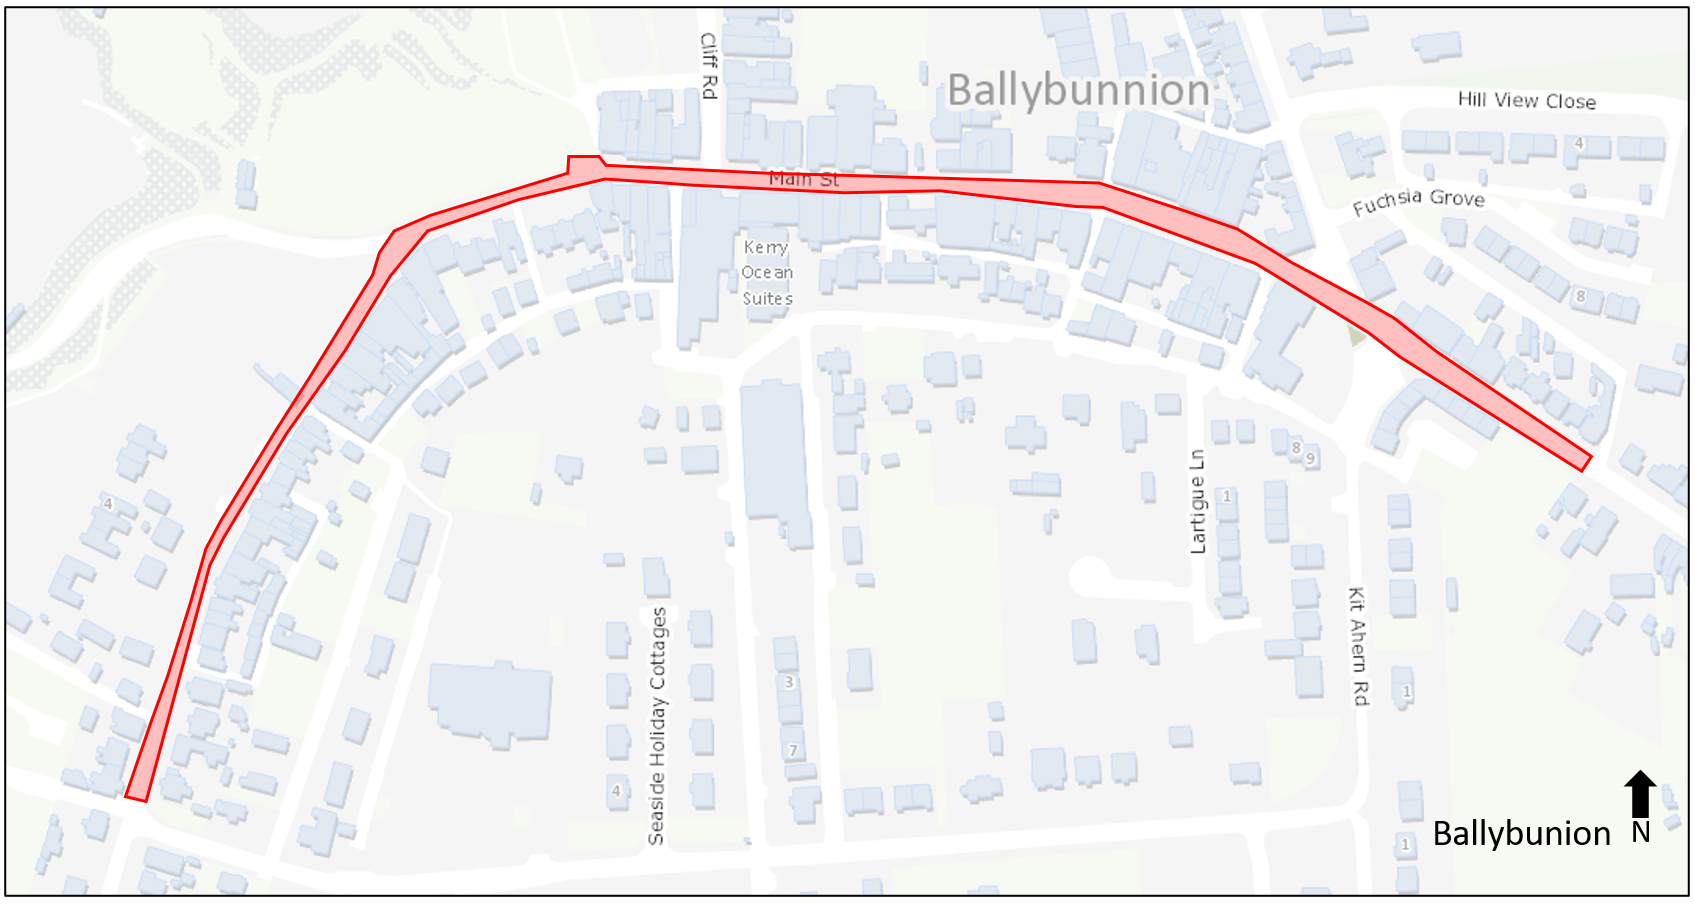 Cliff Rd
Ballybunnion
Hill View Close
4
Main St
Fuchsia Grove
Kerry
Ocean
Suites
8
8
9
Lartigue Ln
1
4
Kit Ahern Rd
Seaside Holiday Cottages
3
1
7
4
Ballybunion
N
1